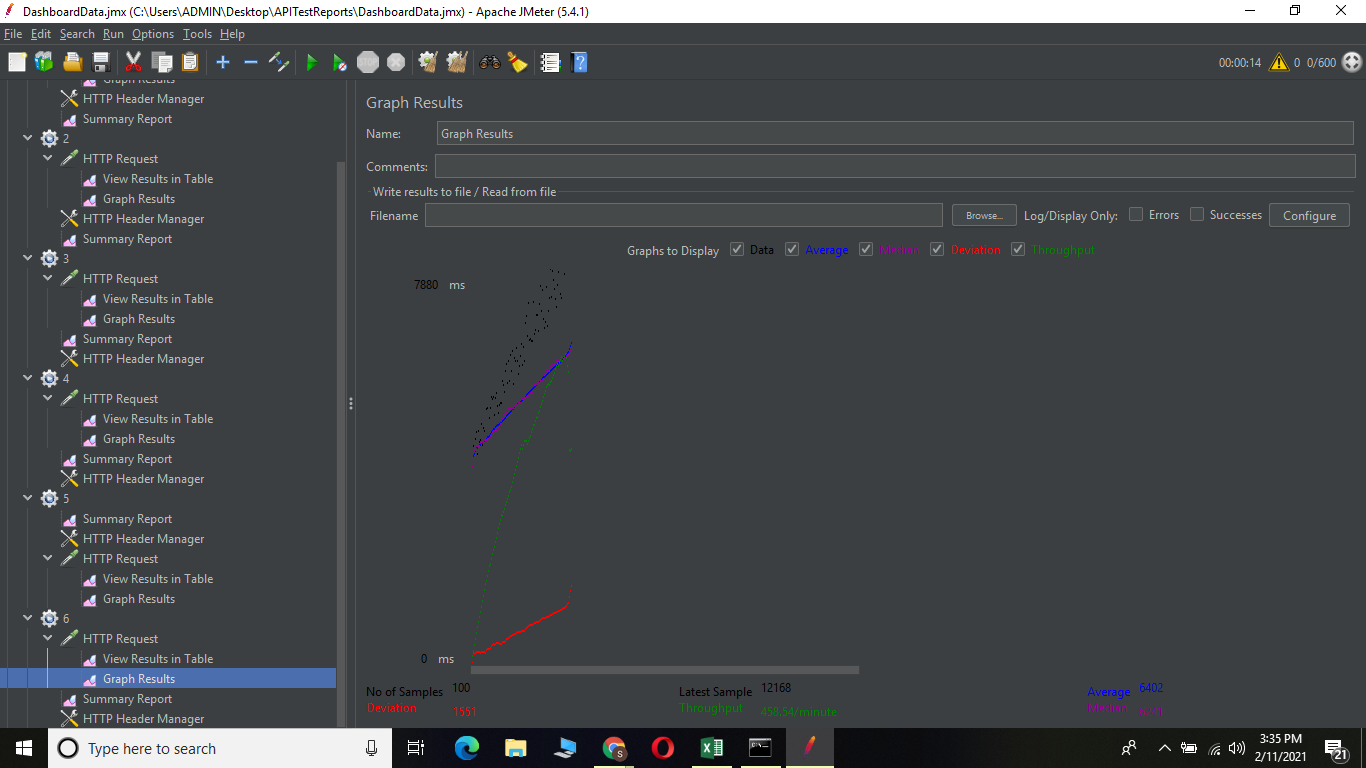 DashboardData.jmx (C:\Users\ADMIN\Desktop\APITestReports\DashboardData.jmx) - Apache JMeter (5.4.1)
File Edit Search Run Options Tools Help
STOP
00:00:14 0 0/600
Graph Results
HTTP Header Manager
Summary Report
2
HTTP Request
View Results in Table
Graph Results
HTTP Header Manager
Summary Report
3
HTTP Request
View Results in Table
Graph Results
Summary Report
HTTP Header Manager
4
HTTP Request
View Results in Table
Graph Results
Summary Report
HTTP Header Manager
5
Summary Report
HTTP Header Manager
HTTP Request
View Results in Table
Graph Results
6
HTTP Request
View Results in Table
Graph Results
Summary Report
HTTP Header Manager
Graph Results
Name: Graph Results
Comments:
Write results to file / Read from file
Filename Browse... Log/Display Only: Errors Successes Configure
Graphs to Display Data Average Median Deviation Throughput
7880 ms
0 ms
No of Samples 100 Latest Sample 12168 Average 6402
Deviation 1551 Throughput 458.54/minute Median
Type here to search
S
3:35 PM
2/11/2021
21